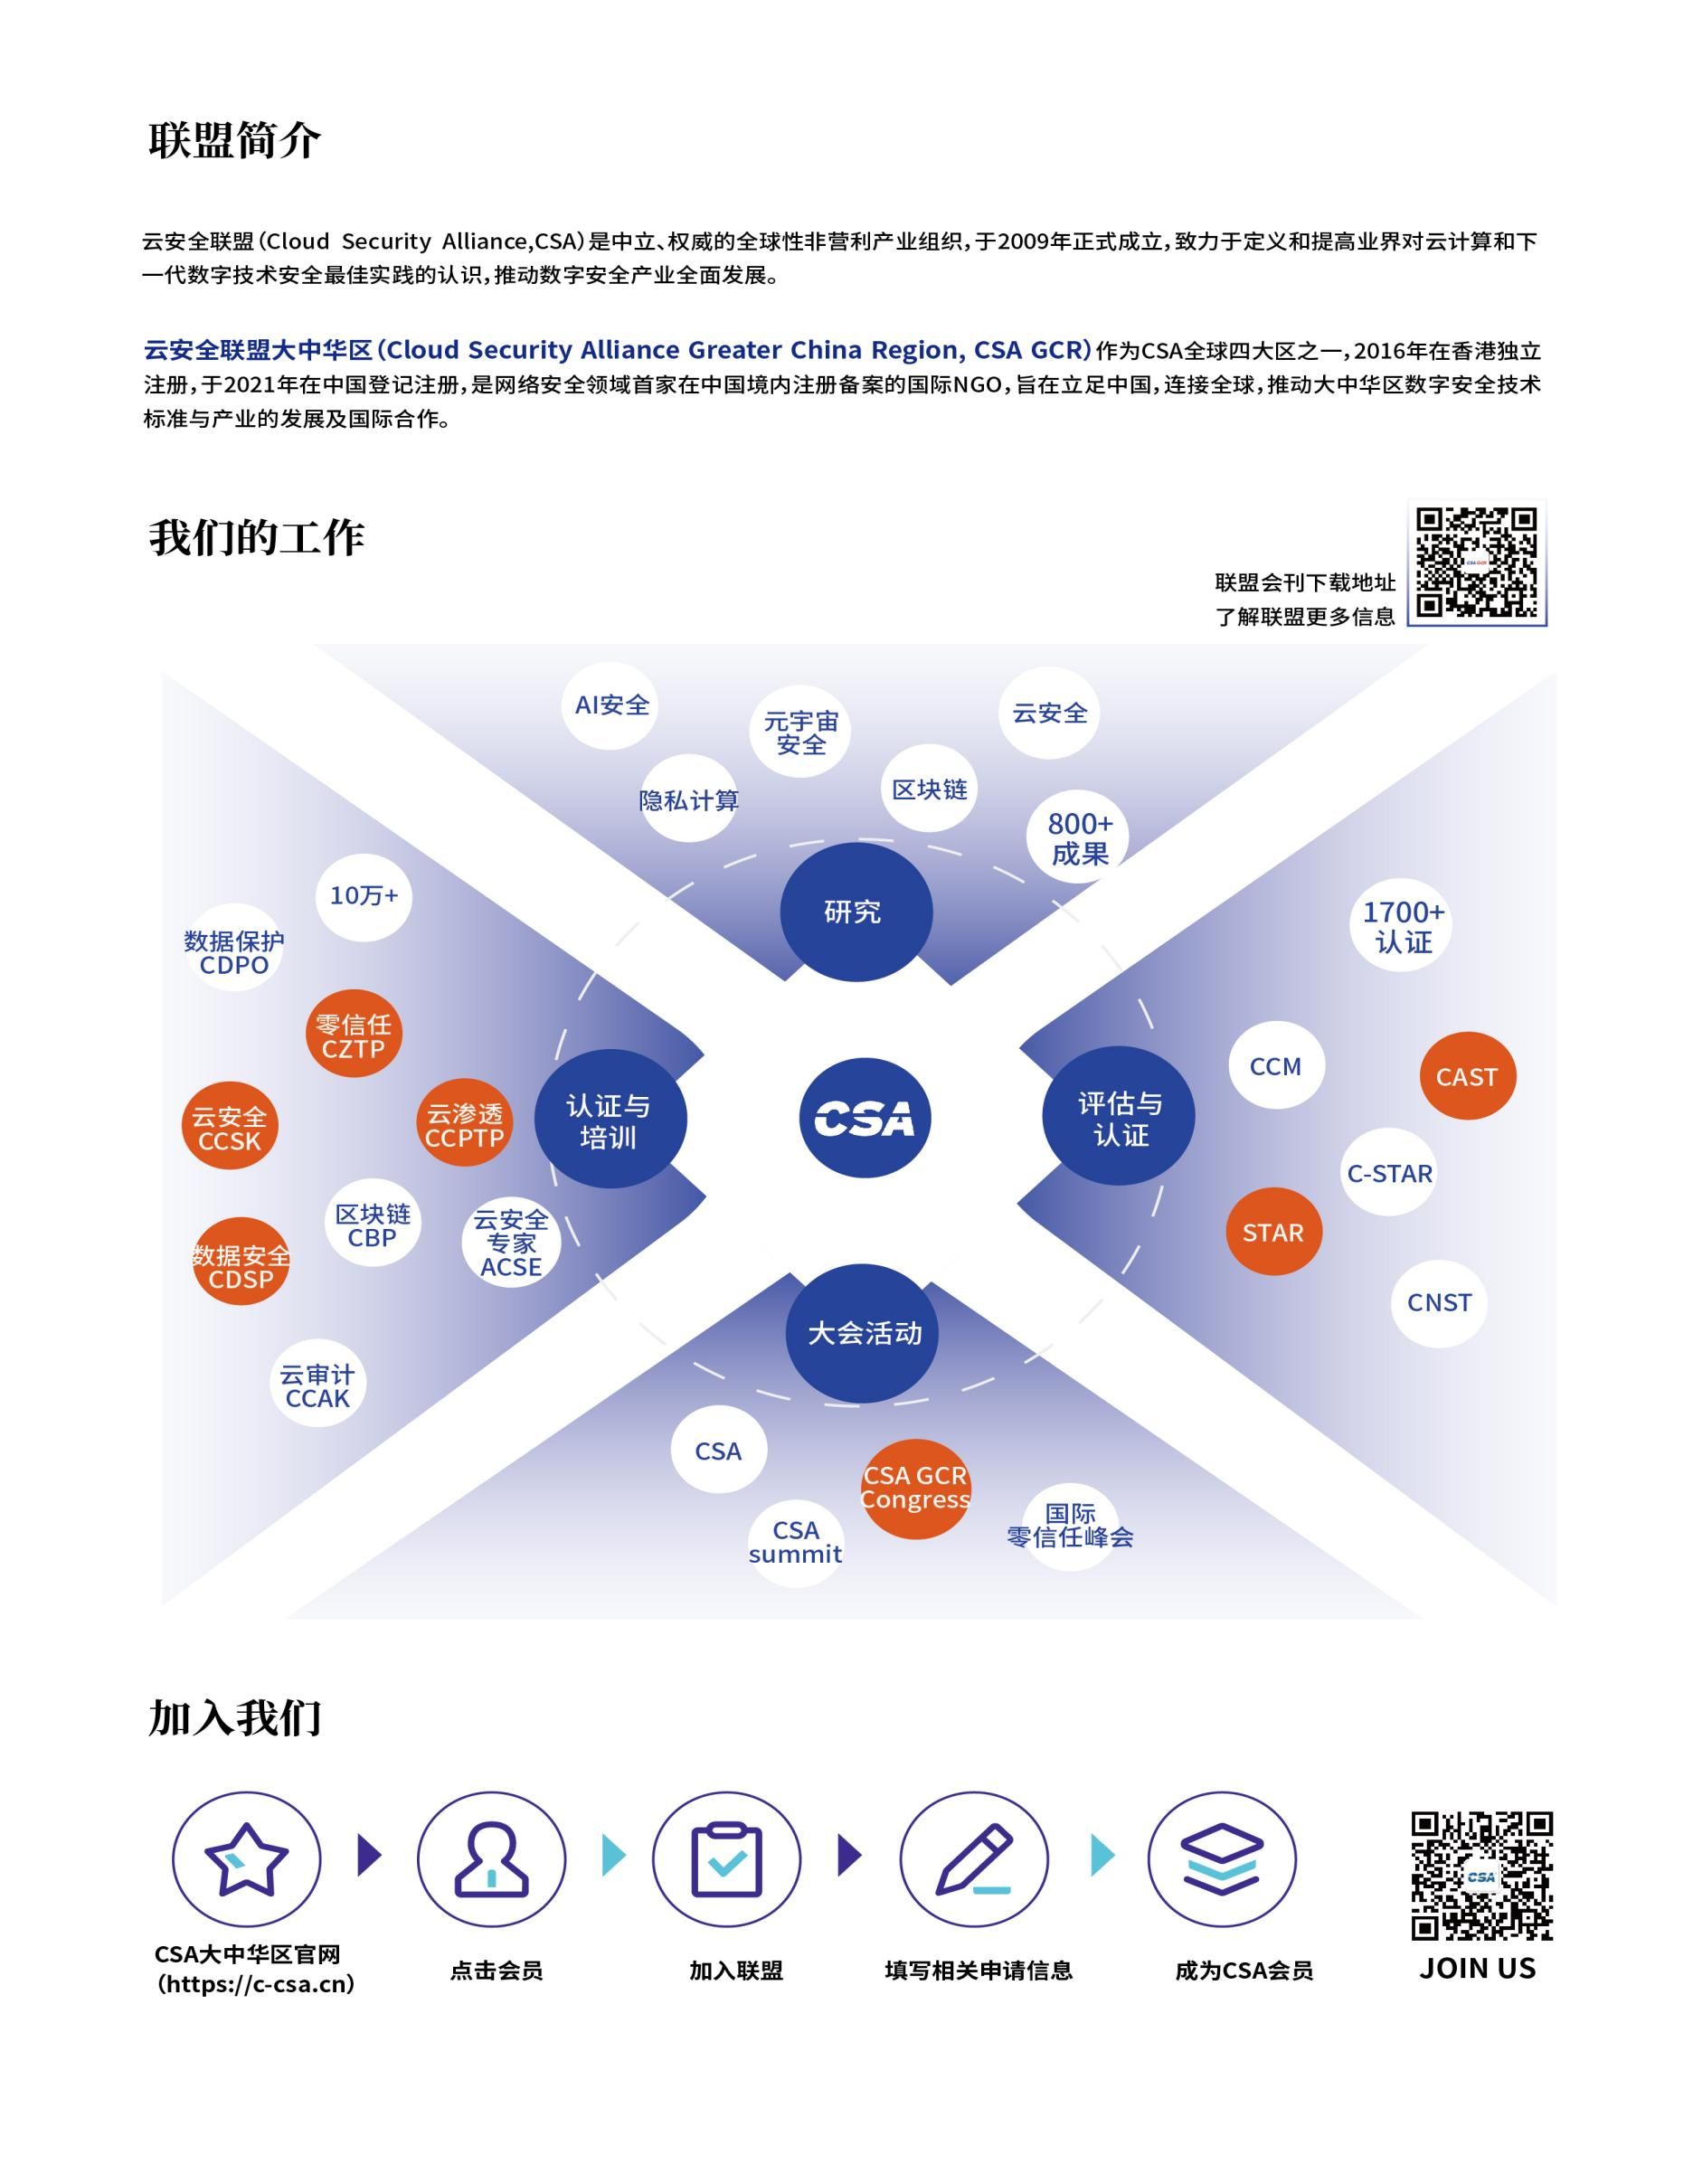 联盟简介
云安全联盟（Cloud Security Alliance,CSA）是中立、权威的全球性非营利产业组织，于2009年正式成立，致力于定义和提高业界对云计算和下
一代数字技术安全最佳实践的认识，推动数字安全产业全面发展。
云安全联盟大中华区（Cloud Security Alliance Greater China Region, CSA GCR）作为CSA全球四大区之一，2016年在香港独立
注册，于2021年在中国登记注册，是网络安全领域首家在中国境内注册备案的国际NGO，旨在立足中国，连接全球，推动大中华区数字安全技术
标准与产业的发展及国际合作。
我们的工作
联盟会刊下载地址
了解联盟更多信息
CSA GCR
AI安全
元宇宙
安全
云安全
隐私计算
区块链
800+
成果
研究
10万+
数据保护
CDPO
零信任
CZTP
云安全
CCSK
云渗透
CCPTP
认证与
培训
区块链
CBP
云安全
专家
ACSE
数据安全
CDSP
云审计
CCAK
CSA
评估与
认证
1700+
认证
CCM
CAST
C-STAR
STAR
CNST
大会活动
CSA
CSA GCR
Congress
CSA
summit
国际
零信任峰会
加入我们
CSA大中华区官网
（https://c-csa.cn）
点击会员
加入联盟
填写相关申请信息
成为CSA会员
CSA
JOIN US